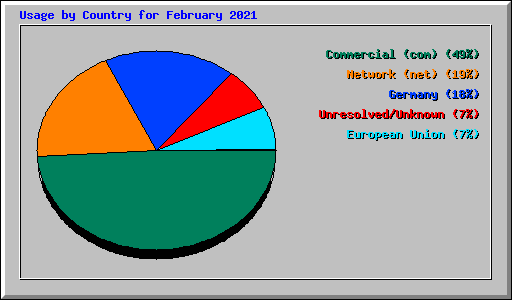 Usage by Country for February 2021
Commercial (com) (49%)
Network (net) (19%)
Germany (18%)
Unresolved/Unknown (7%)
European Union (7%)